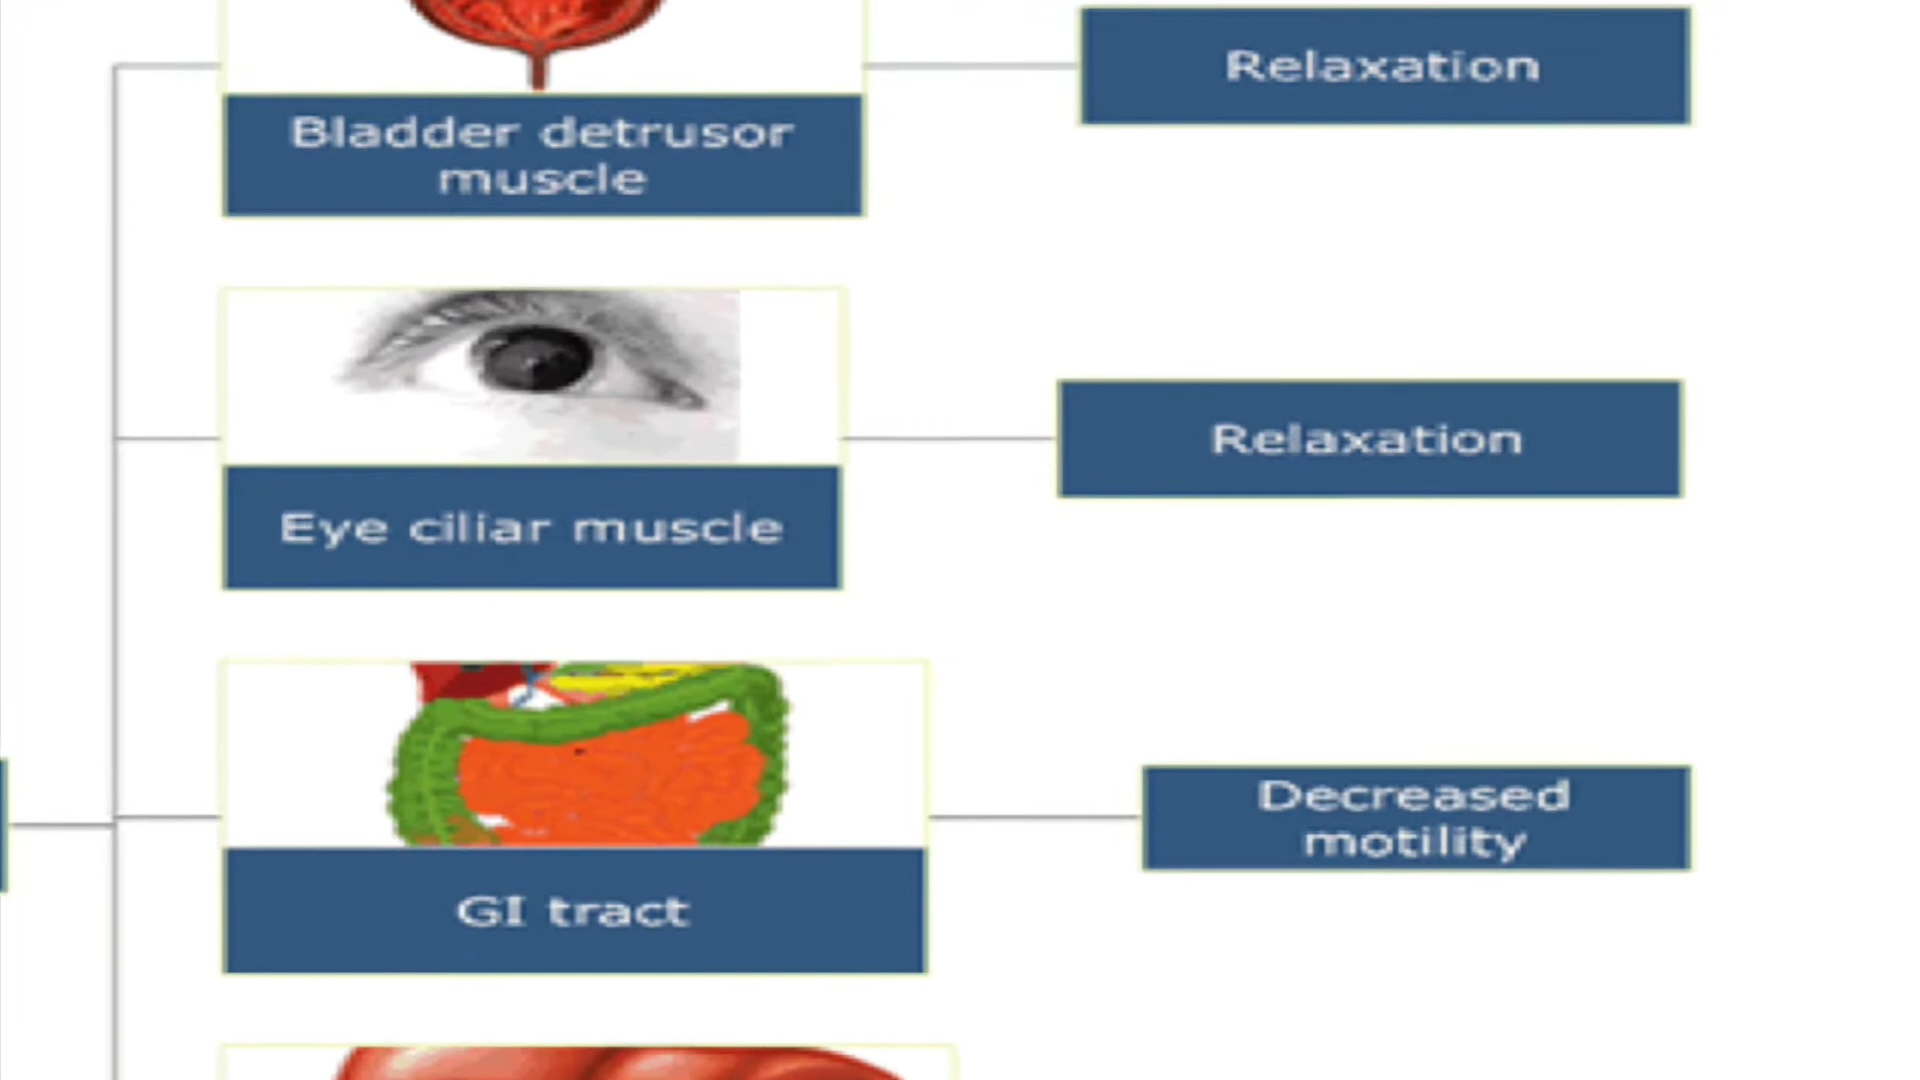 Relaxation
Bladder detrusor
muscle
Relaxation
Eye ciliar muscle
Decreased
motility
GI tract